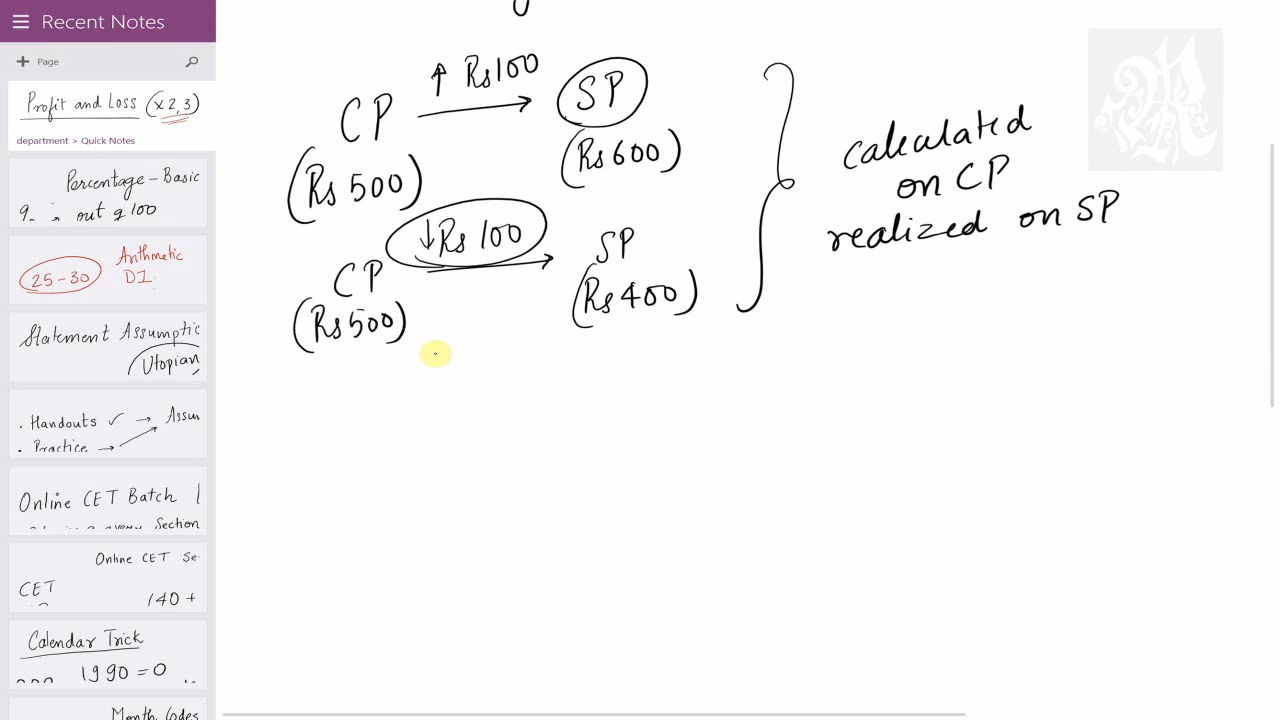 Recent Notes
Page
Profit and Loss (x 2, 3)
department > Quick Notes
Percentage - Basic
out of 100
25-30 Arithmetic
DI
Statement Assumptic
Utopian
. Handouts ✓ → Assu
. Practice →
Online CET Batch
Section
Online CET Se
CET
140 +
Calendar Trick
1990 = 0
Month Codes
↑ Rs 100
CP → SP
(Rs 500) (Rs 600)
↓ Rs 100
CP → SP
(Rs 500) (Rs 400)
calculated
on CP
realized on SP